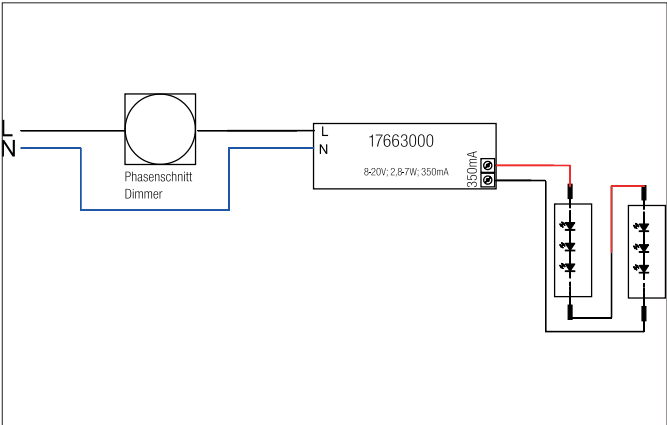 L
N
Phasenschnitt
Dimmer
L
N
17663000
8-20V; 2,8-7W; 350mA
350mA